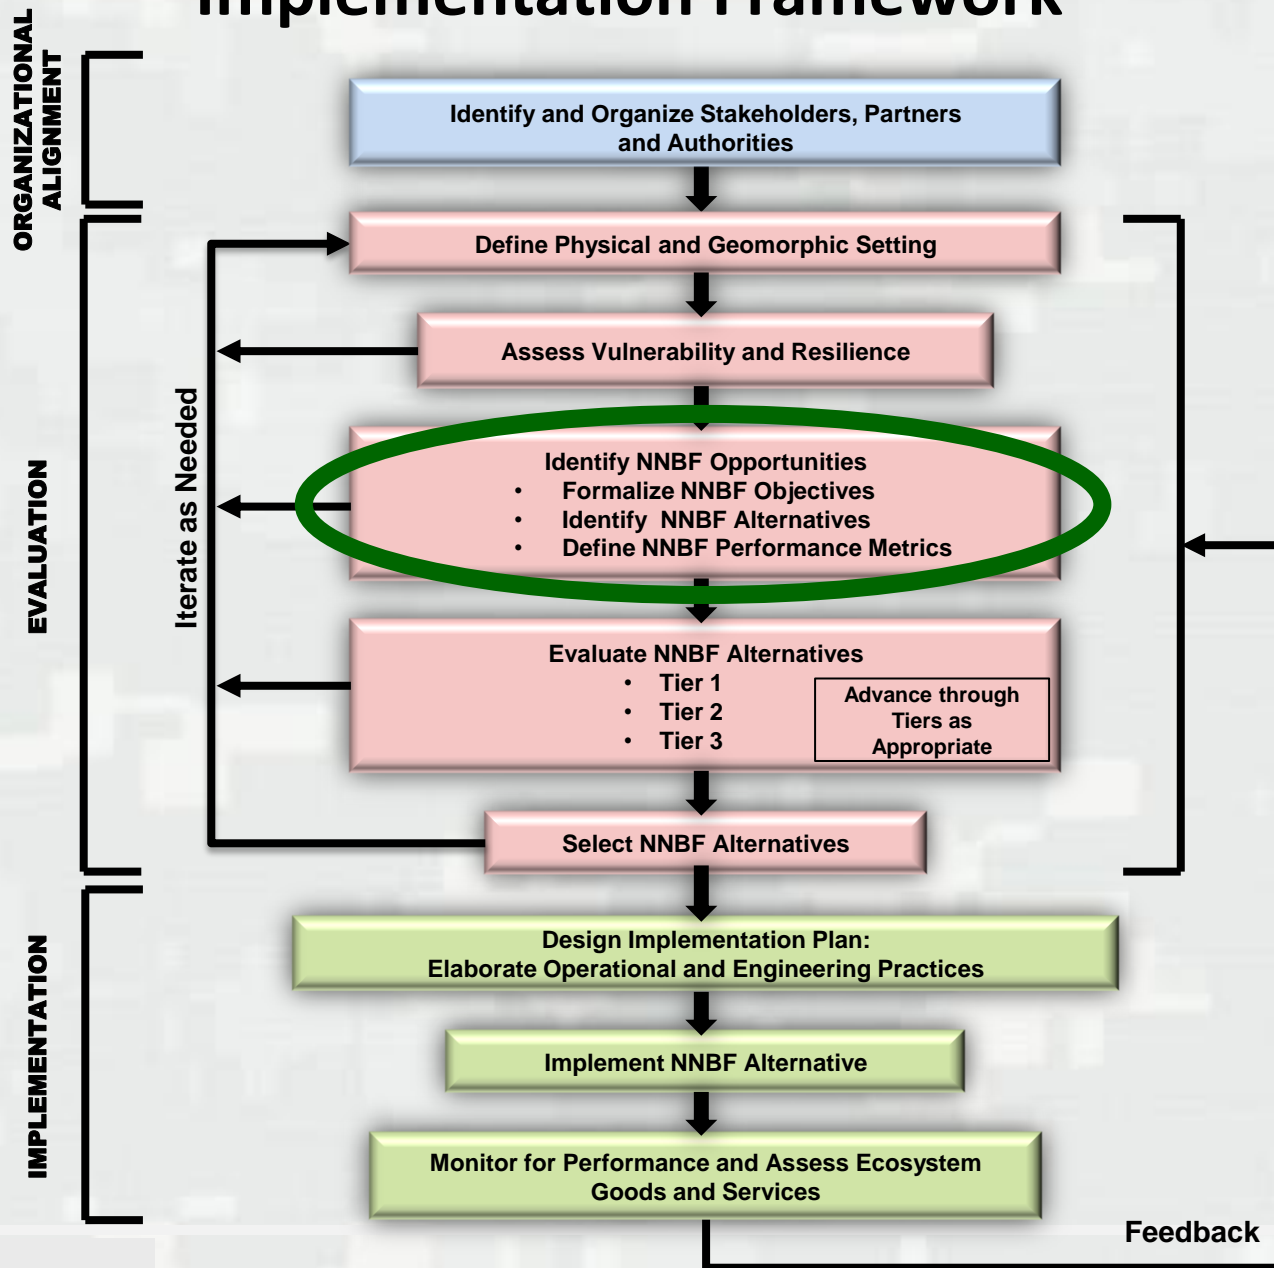 Implementation Framework
ORGANIZATIONAL
ALIGNMENT
Identify and Organize Stakeholders, Partners
and Authorities
EVALUATION
Iterate as Needed
Define Physical and Geomorphic Setting
Assess Vulnerability and Resilience
Identify NNBF Opportunities
• Formalize NNBF Objectives
• Identify NNBF Alternatives
• Define NNBF Performance Metrics
Evaluate NNBF Alternatives
• Tier 1
• Tier 2
• Tier 3
Advance through
Tiers as
Appropriate
Select NNBF Alternatives
IMPLEMENTATION
Design Implementation Plan:
Elaborate Operational and Engineering Practices
Implement NNBF Alternative
Monitor for Performance and Assess Ecosystem
Goods and Services
Feedback